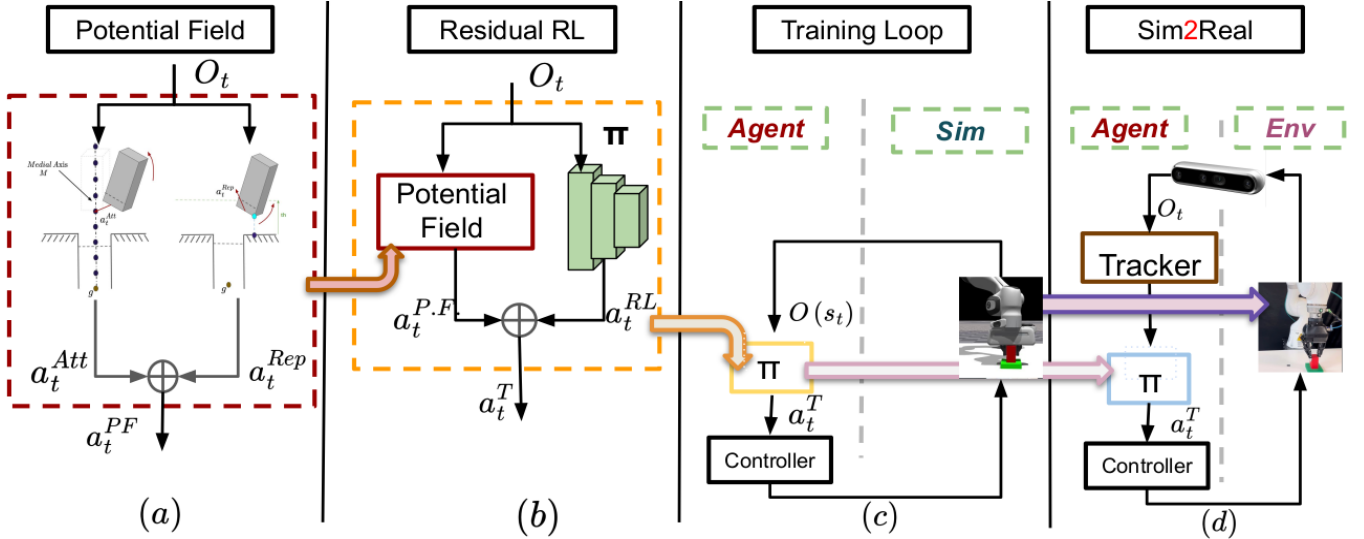 Potential Field
O_t
Medial Axis
M
a_t^{Att}
a_t^{Rep}
g
g
a_t^{Att}
a_t^{Rep}
a_t^{PF}
(a)
Residual RL
O_t
π
Potential
Field
a_t^{P.F.}
a_t^{RL}
a_t^T
(b)
Training Loop
Agent
Sim
O(s_t)
π
a_t^T
Controller
(c)
Sim2Real
Agent
Env
O_t
Tracker
π
a_t^T
Controller
(d)